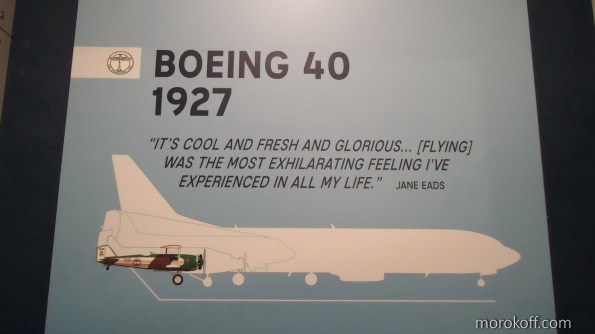 BOEING 40
1927
"IT'S COOL AND FRESH AND GLORIOUS... [FLYING]
WAS THE MOST EXHILARATING FEELING I'VE
EXPERIENCED IN ALL MY LIFE." JANE EADS
morokoff.com